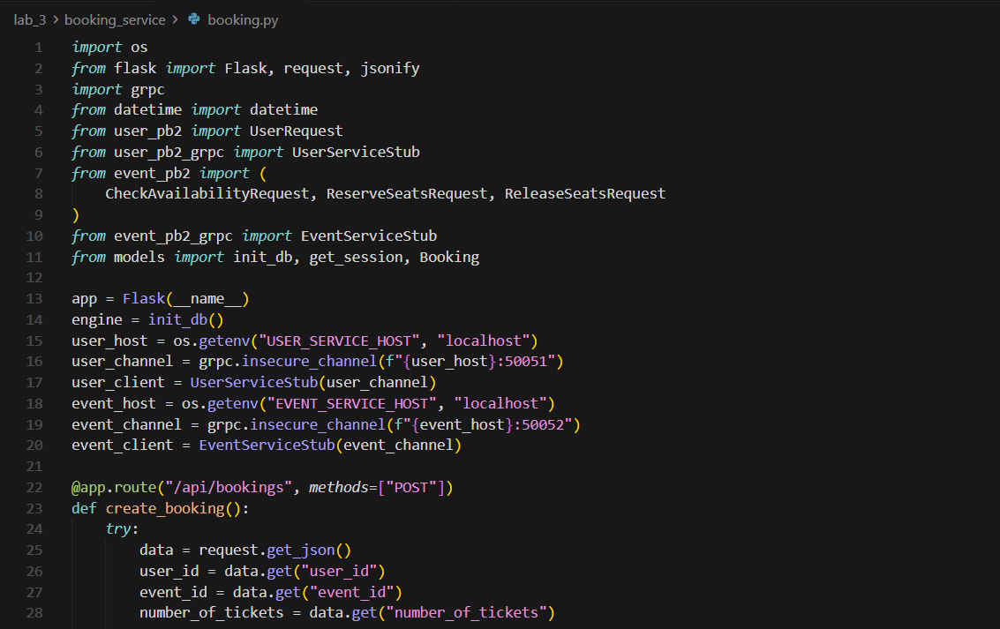 lab_3 > booking_service > booking.py
1 import os
2 from flask import Flask, request, jsonify
3 import grpc
4 from datetime import datetime
5 from user_pb2 import UserRequest
6 from user_pb2_grpc import UserServiceStub
7 from event_pb2 import (
8     CheckAvailabilityRequest, ReserveSeatsRequest, ReleaseSeatsRequest
9 )
10 from event_pb2_grpc import EventServiceStub
11 from models import init_db, get_session, Booking
12
13 app = Flask(__name__)
14 engine = init_db()
15 user_host = os.getenv("USER_SERVICE_HOST", "localhost")
16 user_channel = grpc.insecure_channel(f"{user_host}:50051")
17 user_client = UserServiceStub(user_channel)
18 event_host = os.getenv("EVENT_SERVICE_HOST", "localhost")
19 event_channel = grpc.insecure_channel(f"{event_host}:50052")
20 event_client = EventServiceStub(event_channel)
21
22 @app.route("/api/bookings", methods=["POST"])
23 def create_booking():
24     try:
25         data = request.get_json()
26         user_id = data.get("user_id")
27         event_id = data.get("event_id")
28         number_of_tickets = data.get("number_of_tickets")